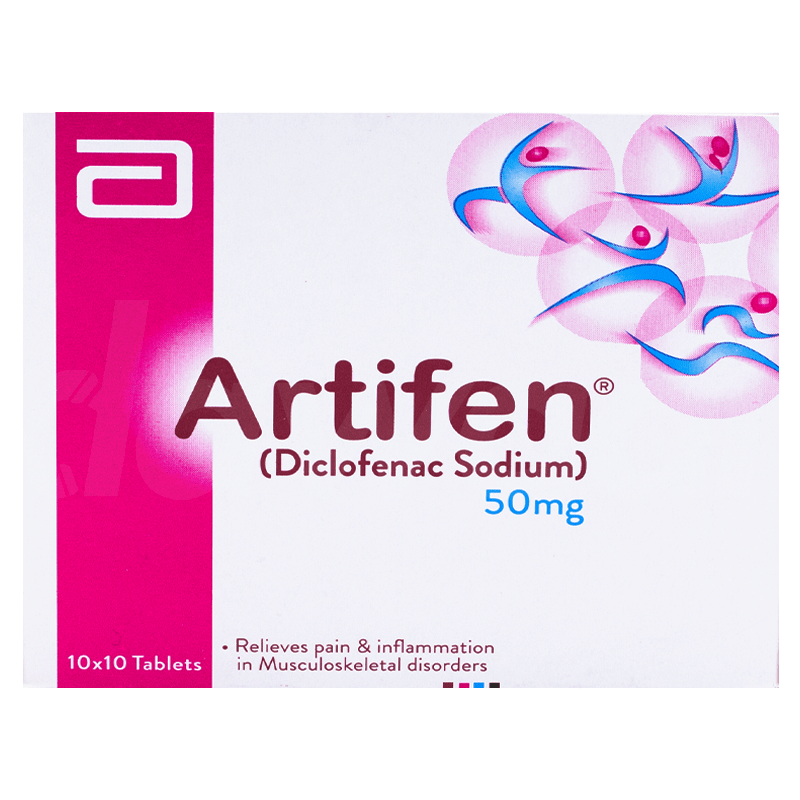 Artifen®
(Diclofenac Sodium)
50mg
10x10 Tablets
• Relieves pain & inflammation
in Musculoskeletal disorders